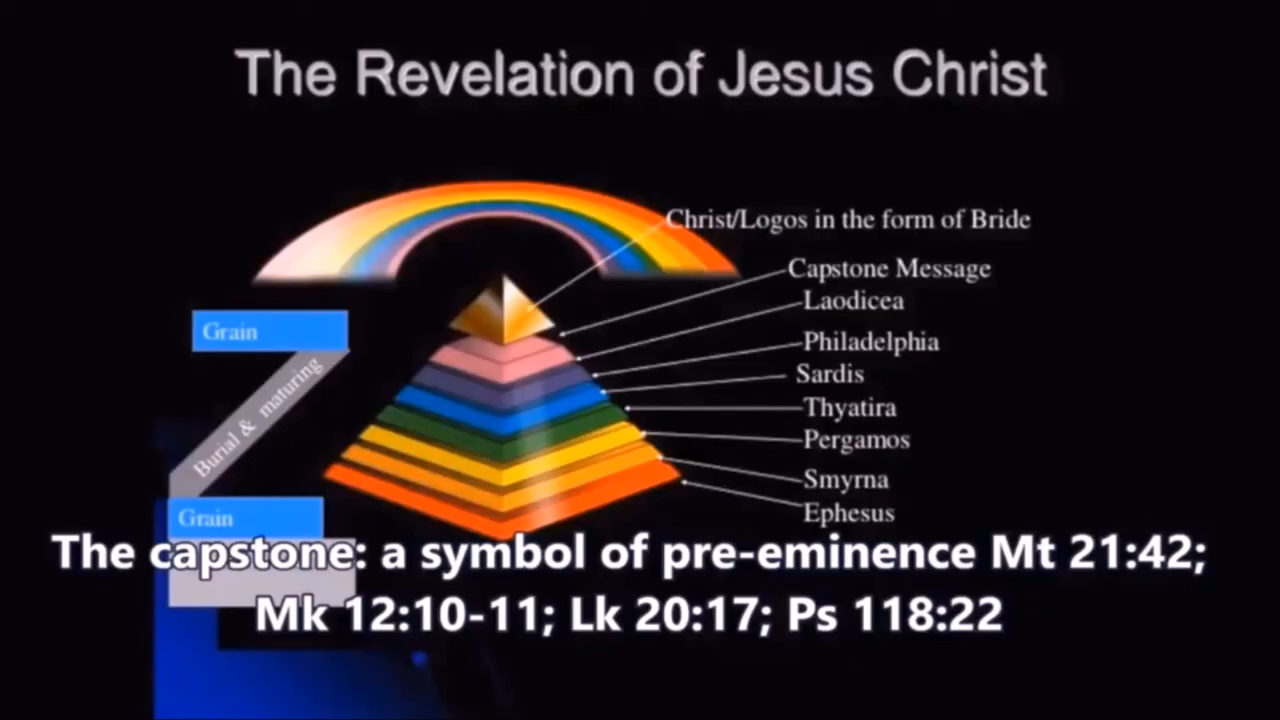 The Revelation of Jesus Christ
Christ/Logos in the form of Bride
Capstone Message
Laodicea
Philadelphia
Sardis
Thyatira
Pergamos
Smyrna
Ephesus
Grain
Burial & maturing
Grain
The capstone: a symbol of pre-eminence Mt 21:42;
Mk 12:10-11; Lk 20:17; Ps 118:22